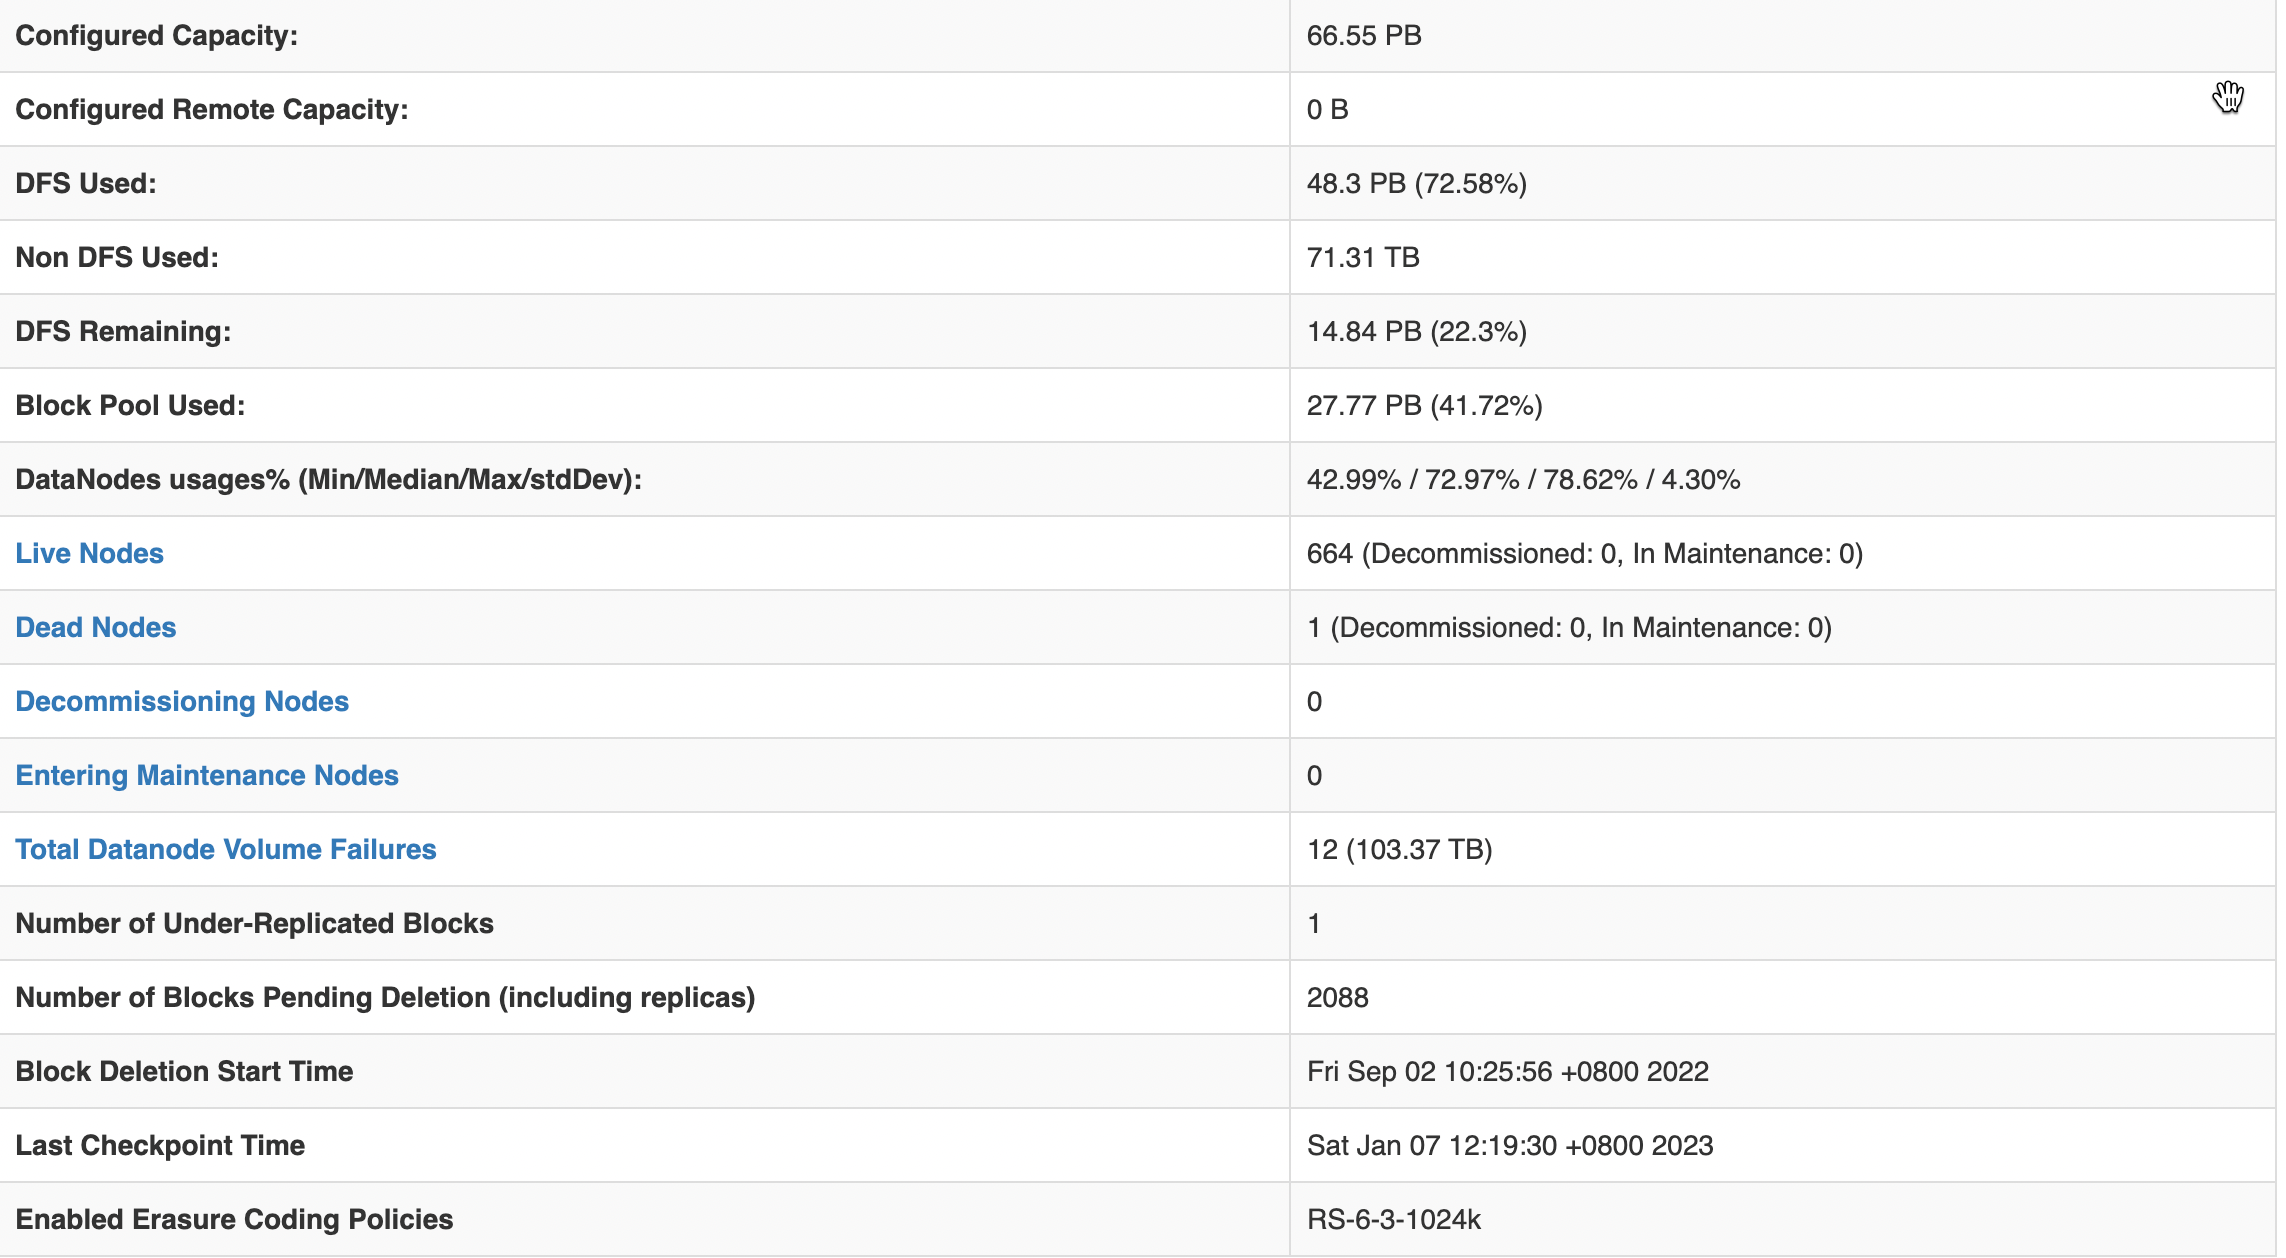 Configured Capacity: 66.55 PB
Configured Remote Capacity: 0 B
DFS Used: 48.3 PB (72.58%)
Non DFS Used: 71.31 TB
DFS Remaining: 14.84 PB (22.3%)
Block Pool Used: 27.77 PB (41.72%)
DataNodes usages% (Min/Median/Max/stdDev): 42.99% / 72.97% / 78.62% / 4.30%
Live Nodes 664 (Decommissioned: 0, In Maintenance: 0)
Dead Nodes 1 (Decommissioned: 0, In Maintenance: 0)
Decommissioning Nodes 0
Entering Maintenance Nodes 0
Total Datanode Volume Failures 12 (103.37 TB)
Number of Under-Replicated Blocks 1
Number of Blocks Pending Deletion (including replicas) 2088
Block Deletion Start Time Fri Sep 02 10:25:56 +0800 2022
Last Checkpoint Time Sat Jan 07 12:19:30 +0800 2023
Enabled Erasure Coding Policies RS-6-3-1024k